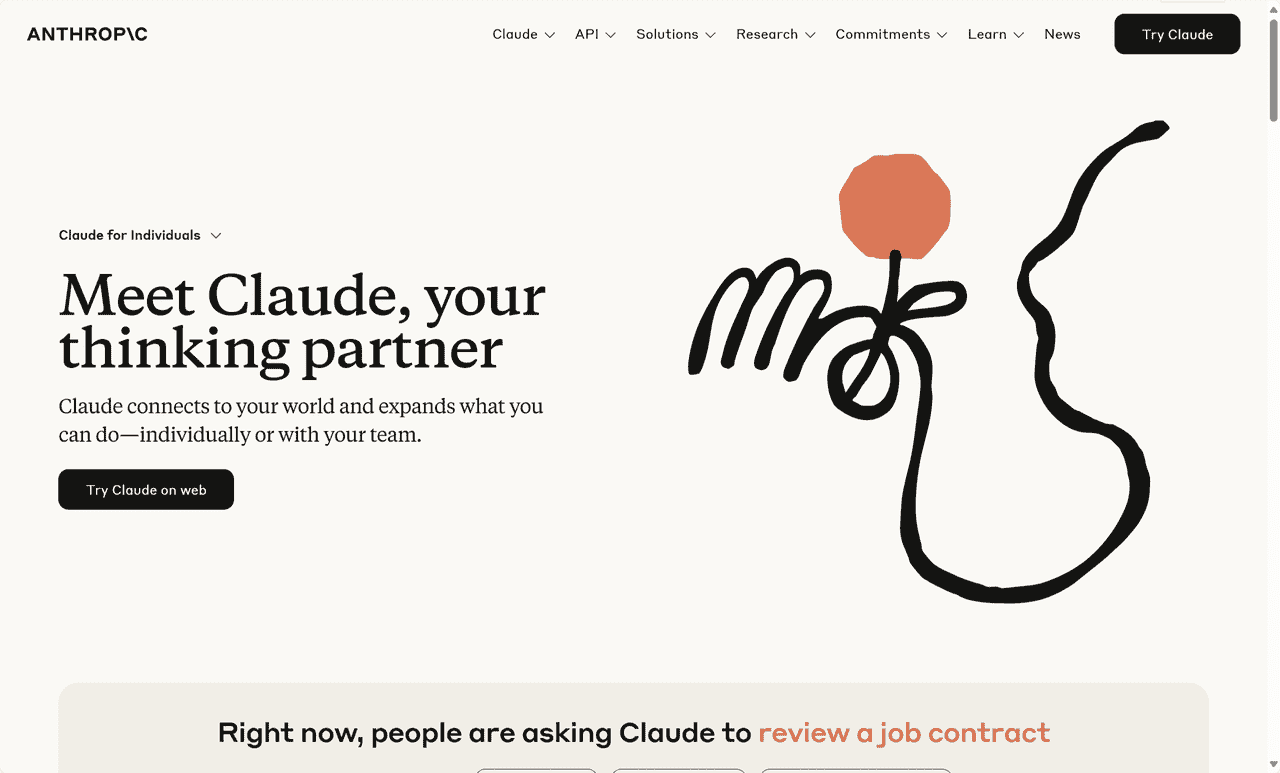 ANTHROP\C
Claude
API
Solutions
Research
Commitments
Learn
News
Try Claude
Claude for Individuals
Meet Claude, your
thinking partner
Claude connects to your world and expands what you
can do—individually or with your team.
Try Claude on web
Right now, people are asking Claude to review a job contract